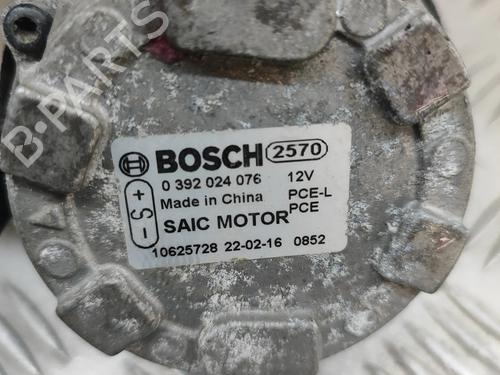 B-PARTS
BOSCH 2570
0 392 024 076 12V
Made in China PCE-L
SAIC MOTOR PCE
10625728 22-02-16 0852
+ S -